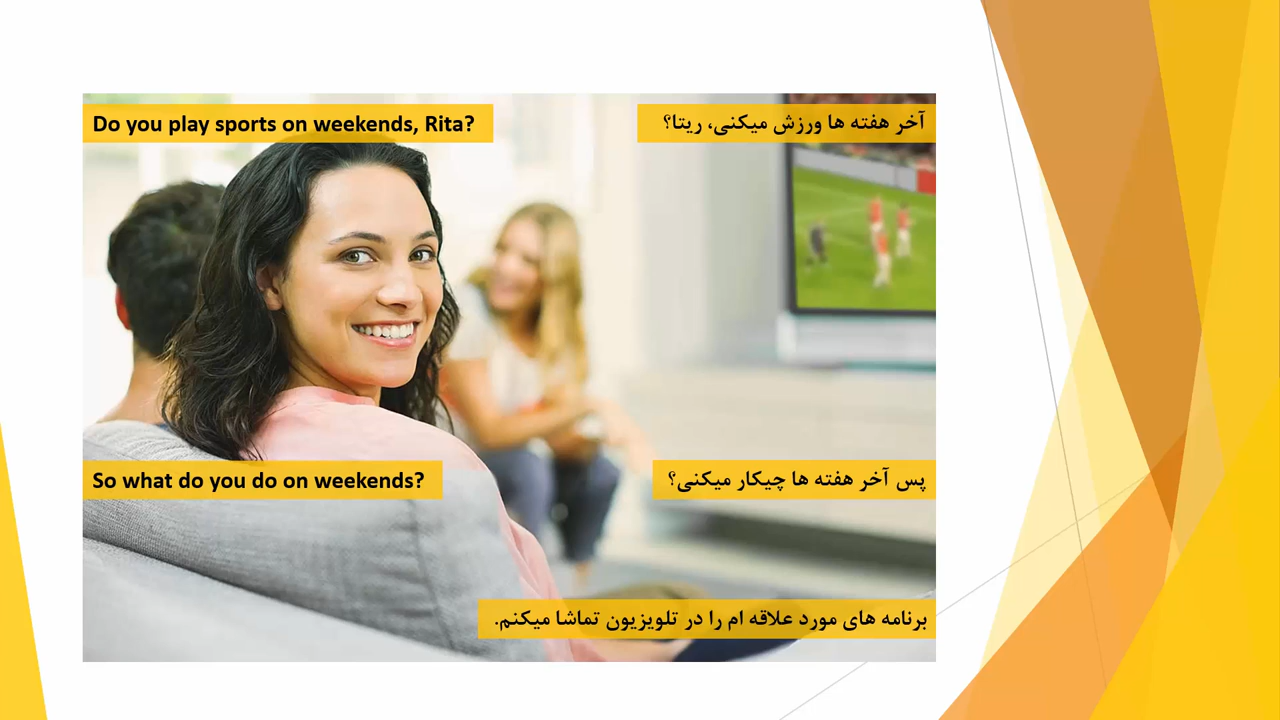 Do you play sports on weekends, Rita?
آخر هفته ها ورزش میکنی، ریتا؟
So what do you do on weekends?
پس آخر هفته ها چیکار میکنی؟
برنامه های مورد علاقه ام را در تلویزیون تماشا میکنم.